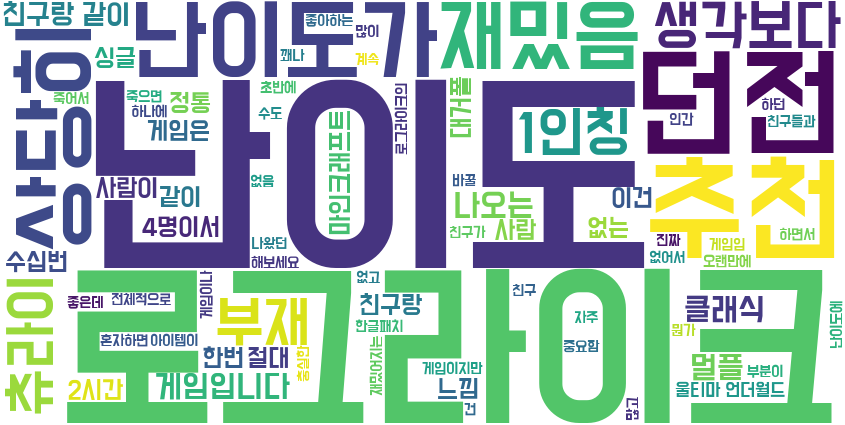 친구랑 같이
난이도가
좋아하는
많이
꽤나
계속
재밌음
생각보다
상당히
싱글
죽어서
죽으면
하나에
정통
초반에
수도
게임은
로그라이크의
대거폴
1인칭
던전
하던
인간
친구들과
난이도
마인크래프트
추천
사람이
같이
없음
4명이서
바꿀
나오는
이건
친구가
사람
없는
하면서
나왔던
해보세요
진짜
없어서
게임임
오랜만에
수십번
로그라이크
츄라이
좋은데
전체적으로
게임이나
없고
친구랑
친구
부재
한글패치
자주
클래식
뭔가
혼자하면
아이템이
한번
절대
충실한
재밌어지는
중요함
멀플
부분이
2시간
게임입니다
게임이지만
느낌
건
많고
울티마 언더월드